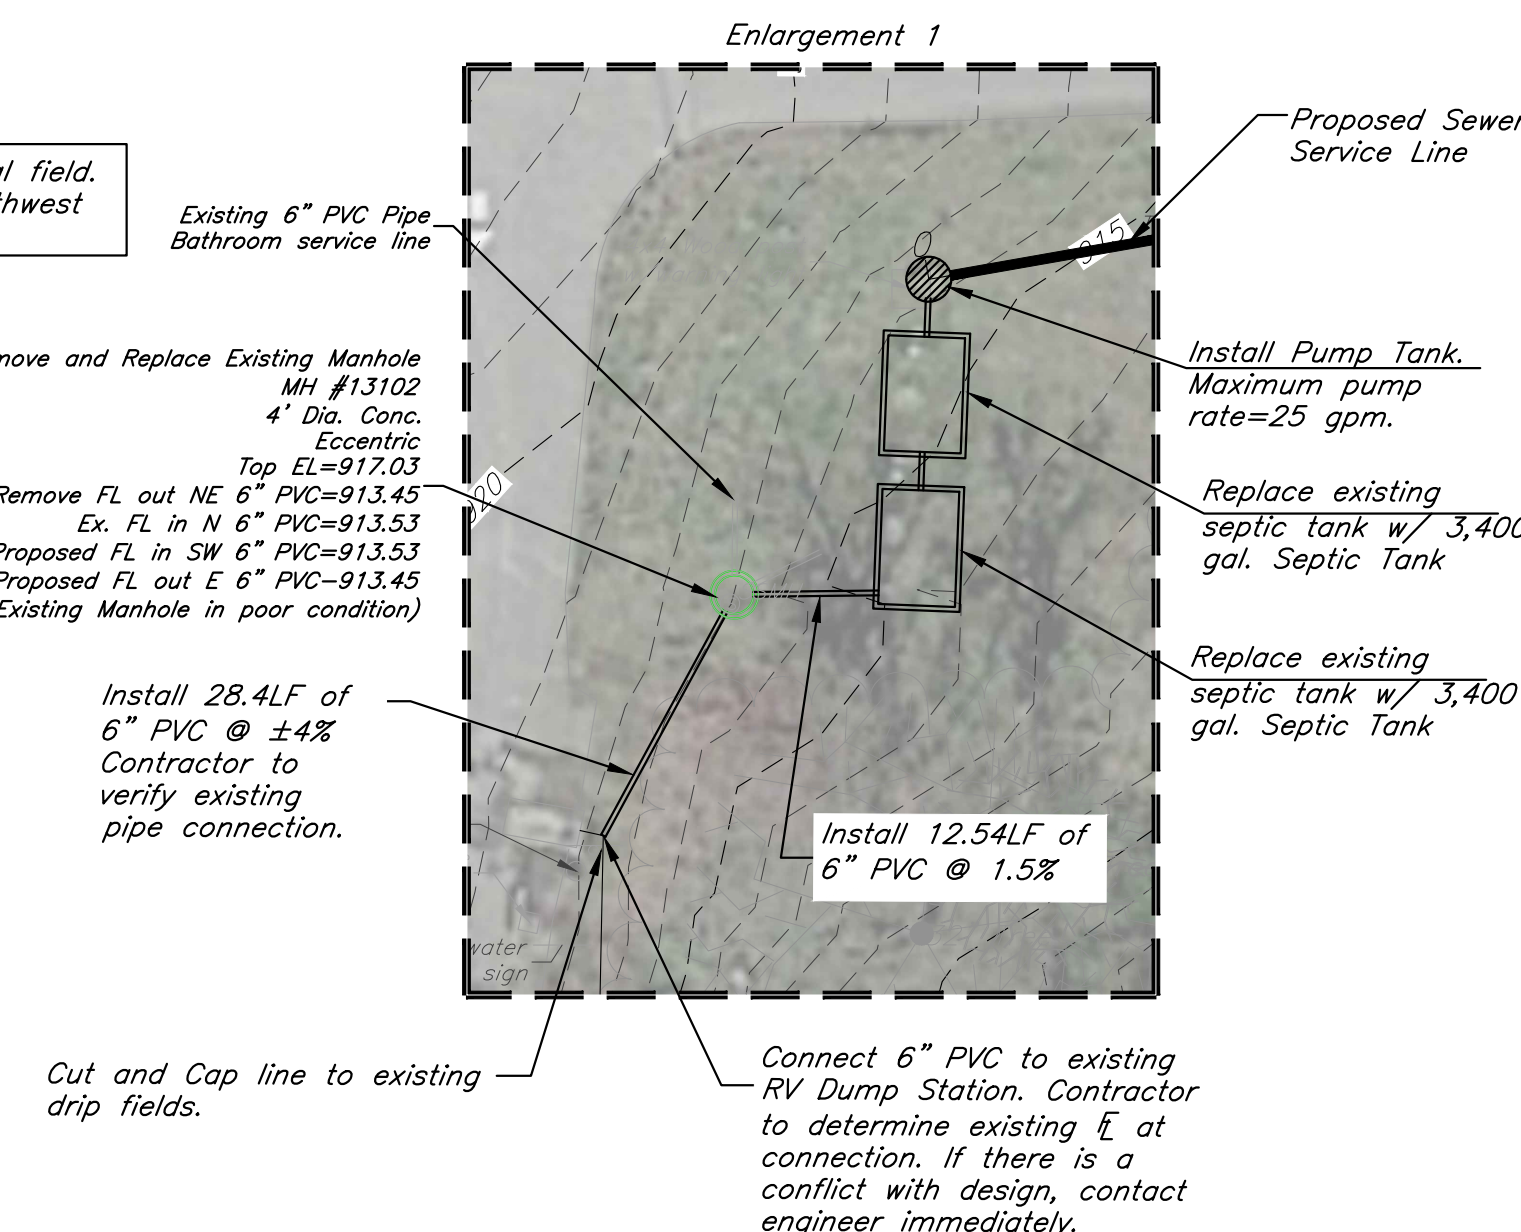 Enlargement 1
Proposed Sewer
Service Line
al field.
thwest
Existing 6" PVC Pipe
Bathroom service line
915
move and Replace Existing Manhole
MH #13102
4' Dia. Conc.
Eccentric
Top EL=917.03
Remove FL out NE 6" PVC=913.45
Ex. FL in N 6" PVC=913.53
Proposed FL in SW 6" PVC=913.53
Proposed FL out E 6" PVC-913.45
Existing Manhole in poor condition)
920
Install Pump Tank.
Maximum pump
rate=25 gpm.
Replace existing
septic tank w/ 3,400
gal. Septic Tank
Replace existing
septic tank w/ 3,400
gal. Septic Tank
Install 28.4LF of
6" PVC @ ±4%
Contractor to
verify existing
pipe connection.
Install 12.54LF of
6" PVC @ 1.5%
water
sign
Cut and Cap line to existing
drip fields.
Connect 6" PVC to existing
RV Dump Station. Contractor
to determine existing FL at
connection. If there is a
conflict with design, contact
engineer immediately.